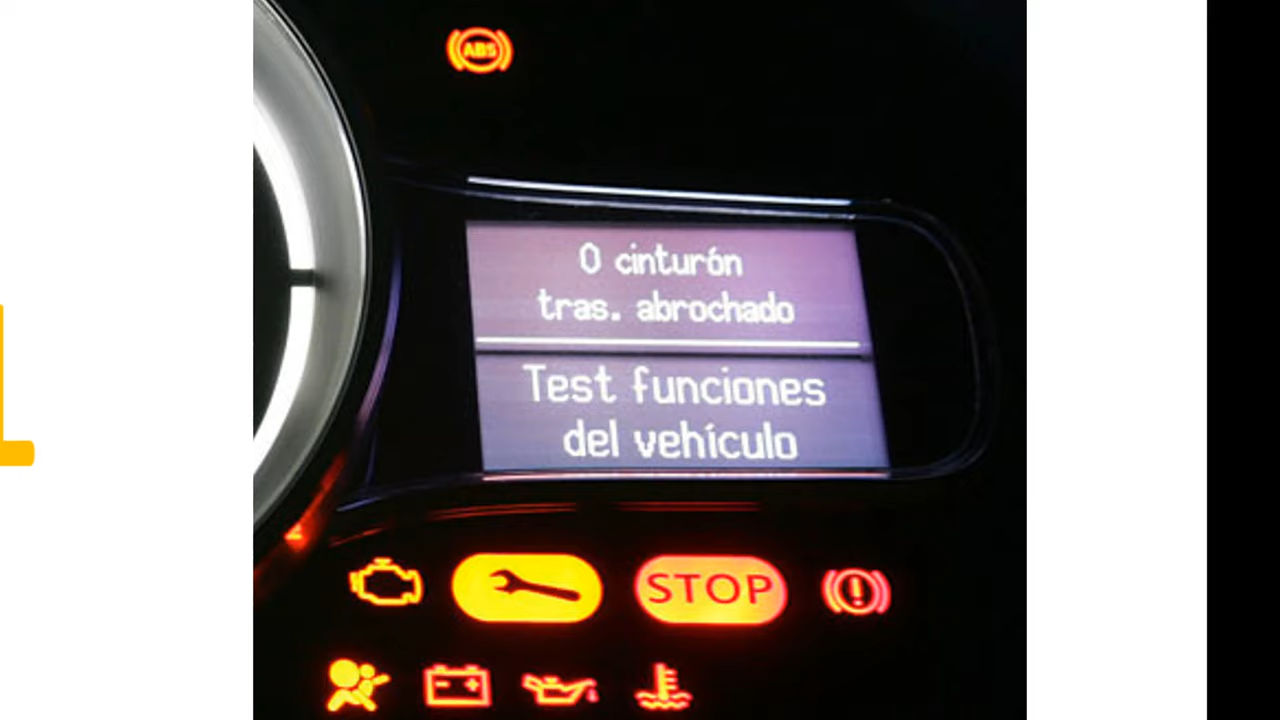 ABS
0 cinturón
tras. abrochado
Test funciones
del vehículo
STOP